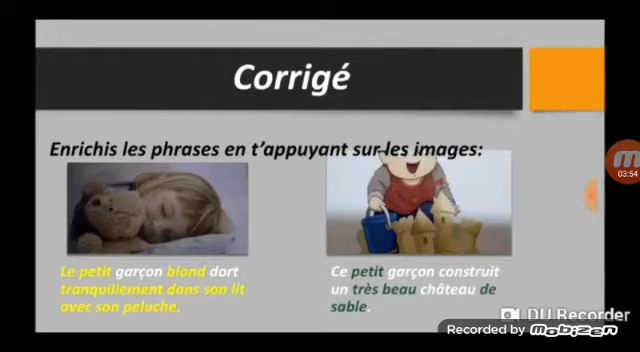 Corrigé
Enrichis les phrases en t'appuyant sur les images:
Le petit garçon blond dort
tranquillement dans son lit
avec son peluche.
Ce petit garçon construit
un très beau château de
sable.
03:54
DU Recorder
Recorded by Mobizen